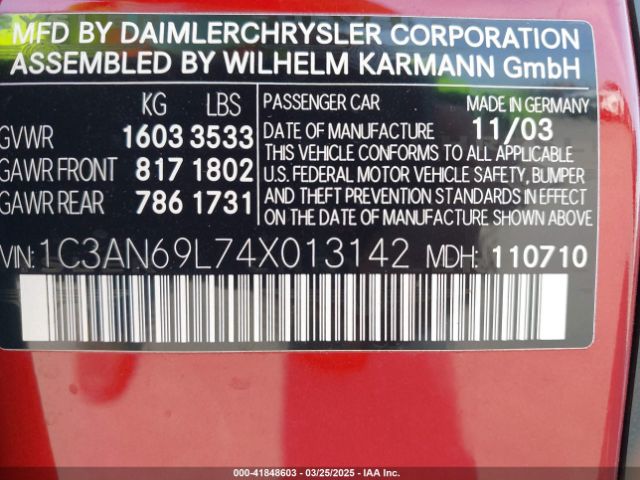 MFD BY DAIMLERCHRYSLER CORPORATION
ASSEMBLED BY WILHELM KARMANN GmbH
KG LBS
GVWR 1603 3533
GAWR FRONT 817 1802
GAWR REAR 786 1731
PASSENGER CAR MADE IN GERMANY
DATE OF MANUFACTURE 11/03
THIS VEHICLE CONFORMS TO ALL APPLICABLE
U.S. FEDERAL MOTOR VEHICLE SAFETY, BUMPER
AND THEFT PREVENTION STANDARDS IN EFFECT
ON THE DATE OF MANUFACTURE SHOWN ABOVE.
VIN: 1C3AN69L74X013142 MDH: 110710
000-41848603 - 03/25/2025 - IAA Inc.